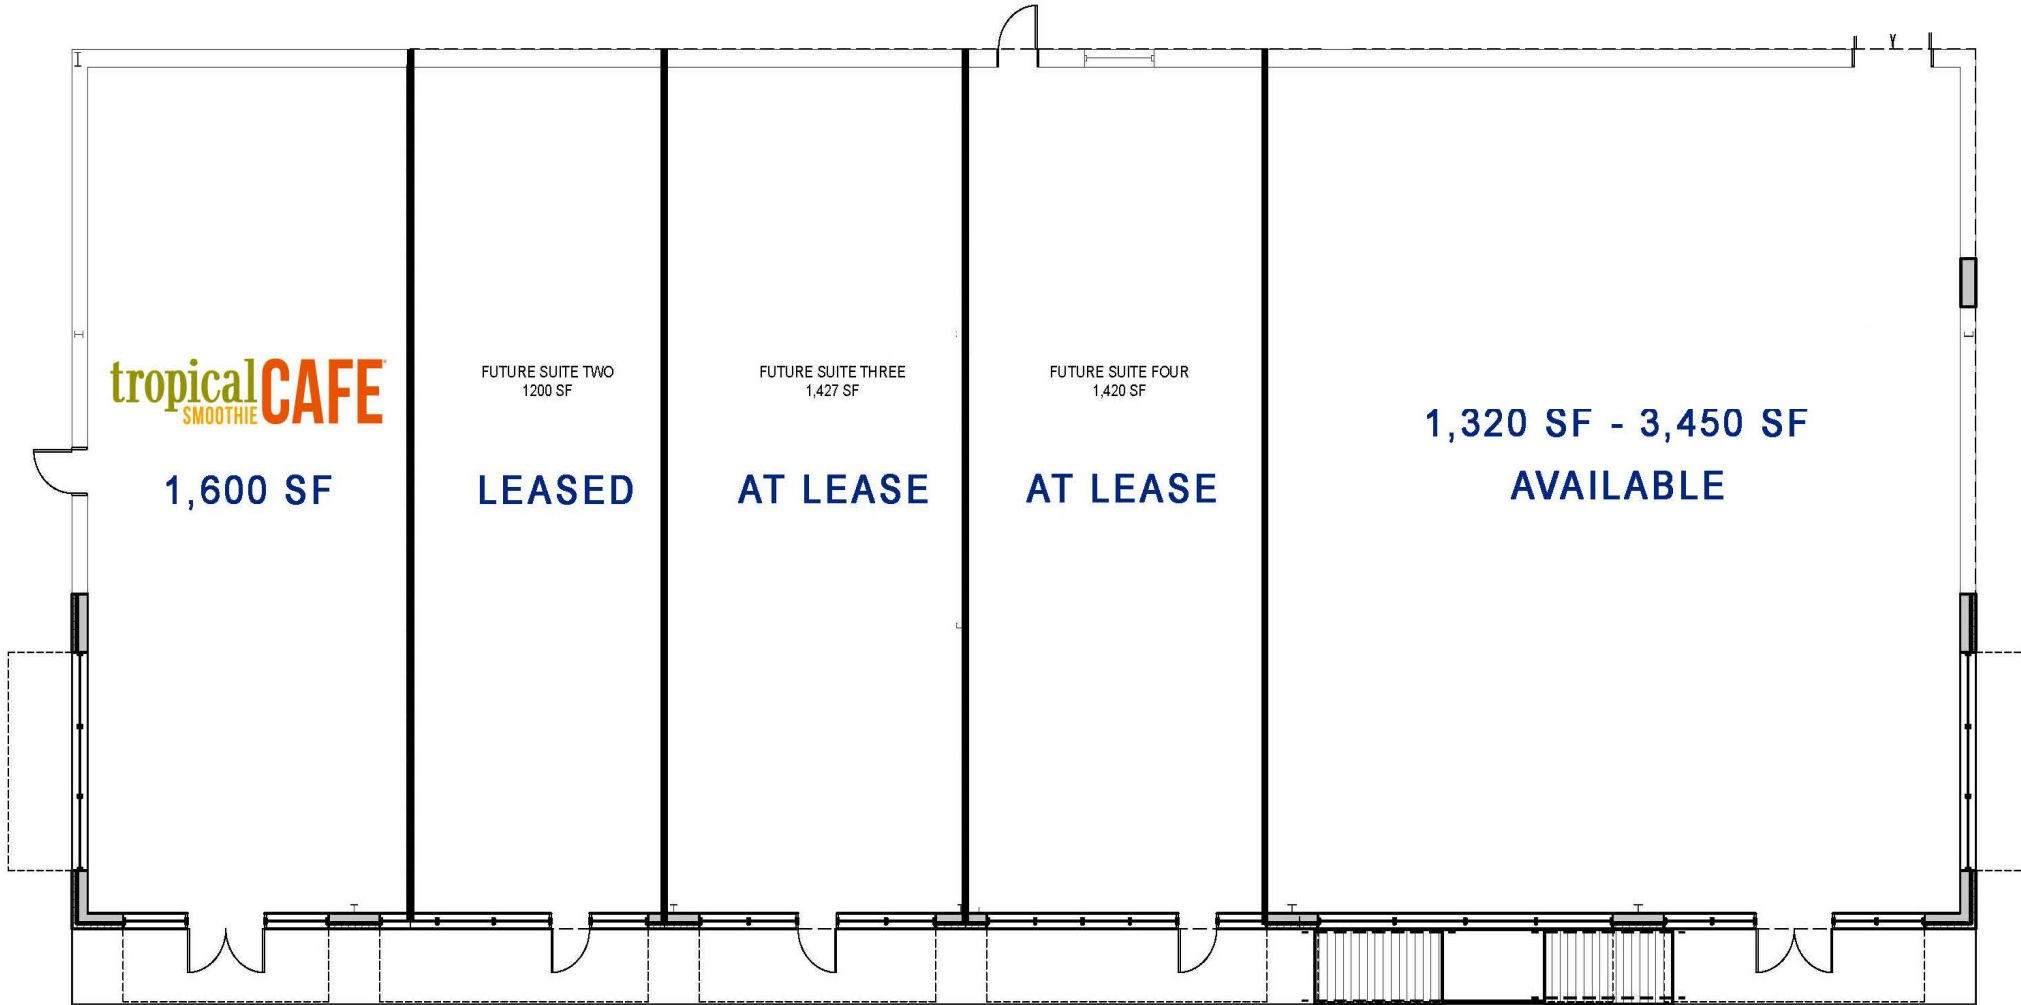 tropical
SMOOTHIE
CAFE
1,600 SF
FUTURE SUITE TWO
1200 SF
LEASED
FUTURE SUITE THREE
1,427 SF
AT LEASE
FUTURE SUITE FOUR
1,420 SF
AT LEASE
1,320 SF - 3,450 SF
AVAILABLE